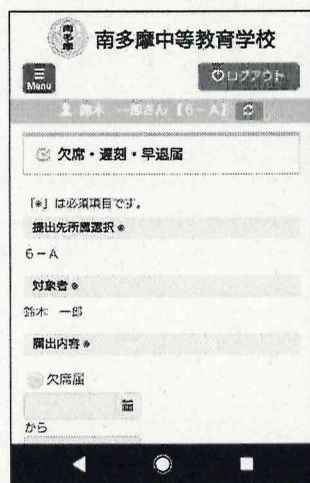 南多摩
南多摩中等教育学校
Menu
ログアウト
鈴木 一郎さん【6-A】
欠席・遅刻・早退届
「*」は必須項目です。
提出先所属選択*
6-A
対象者*
鈴木 一郎
届出内容*
欠席届
から